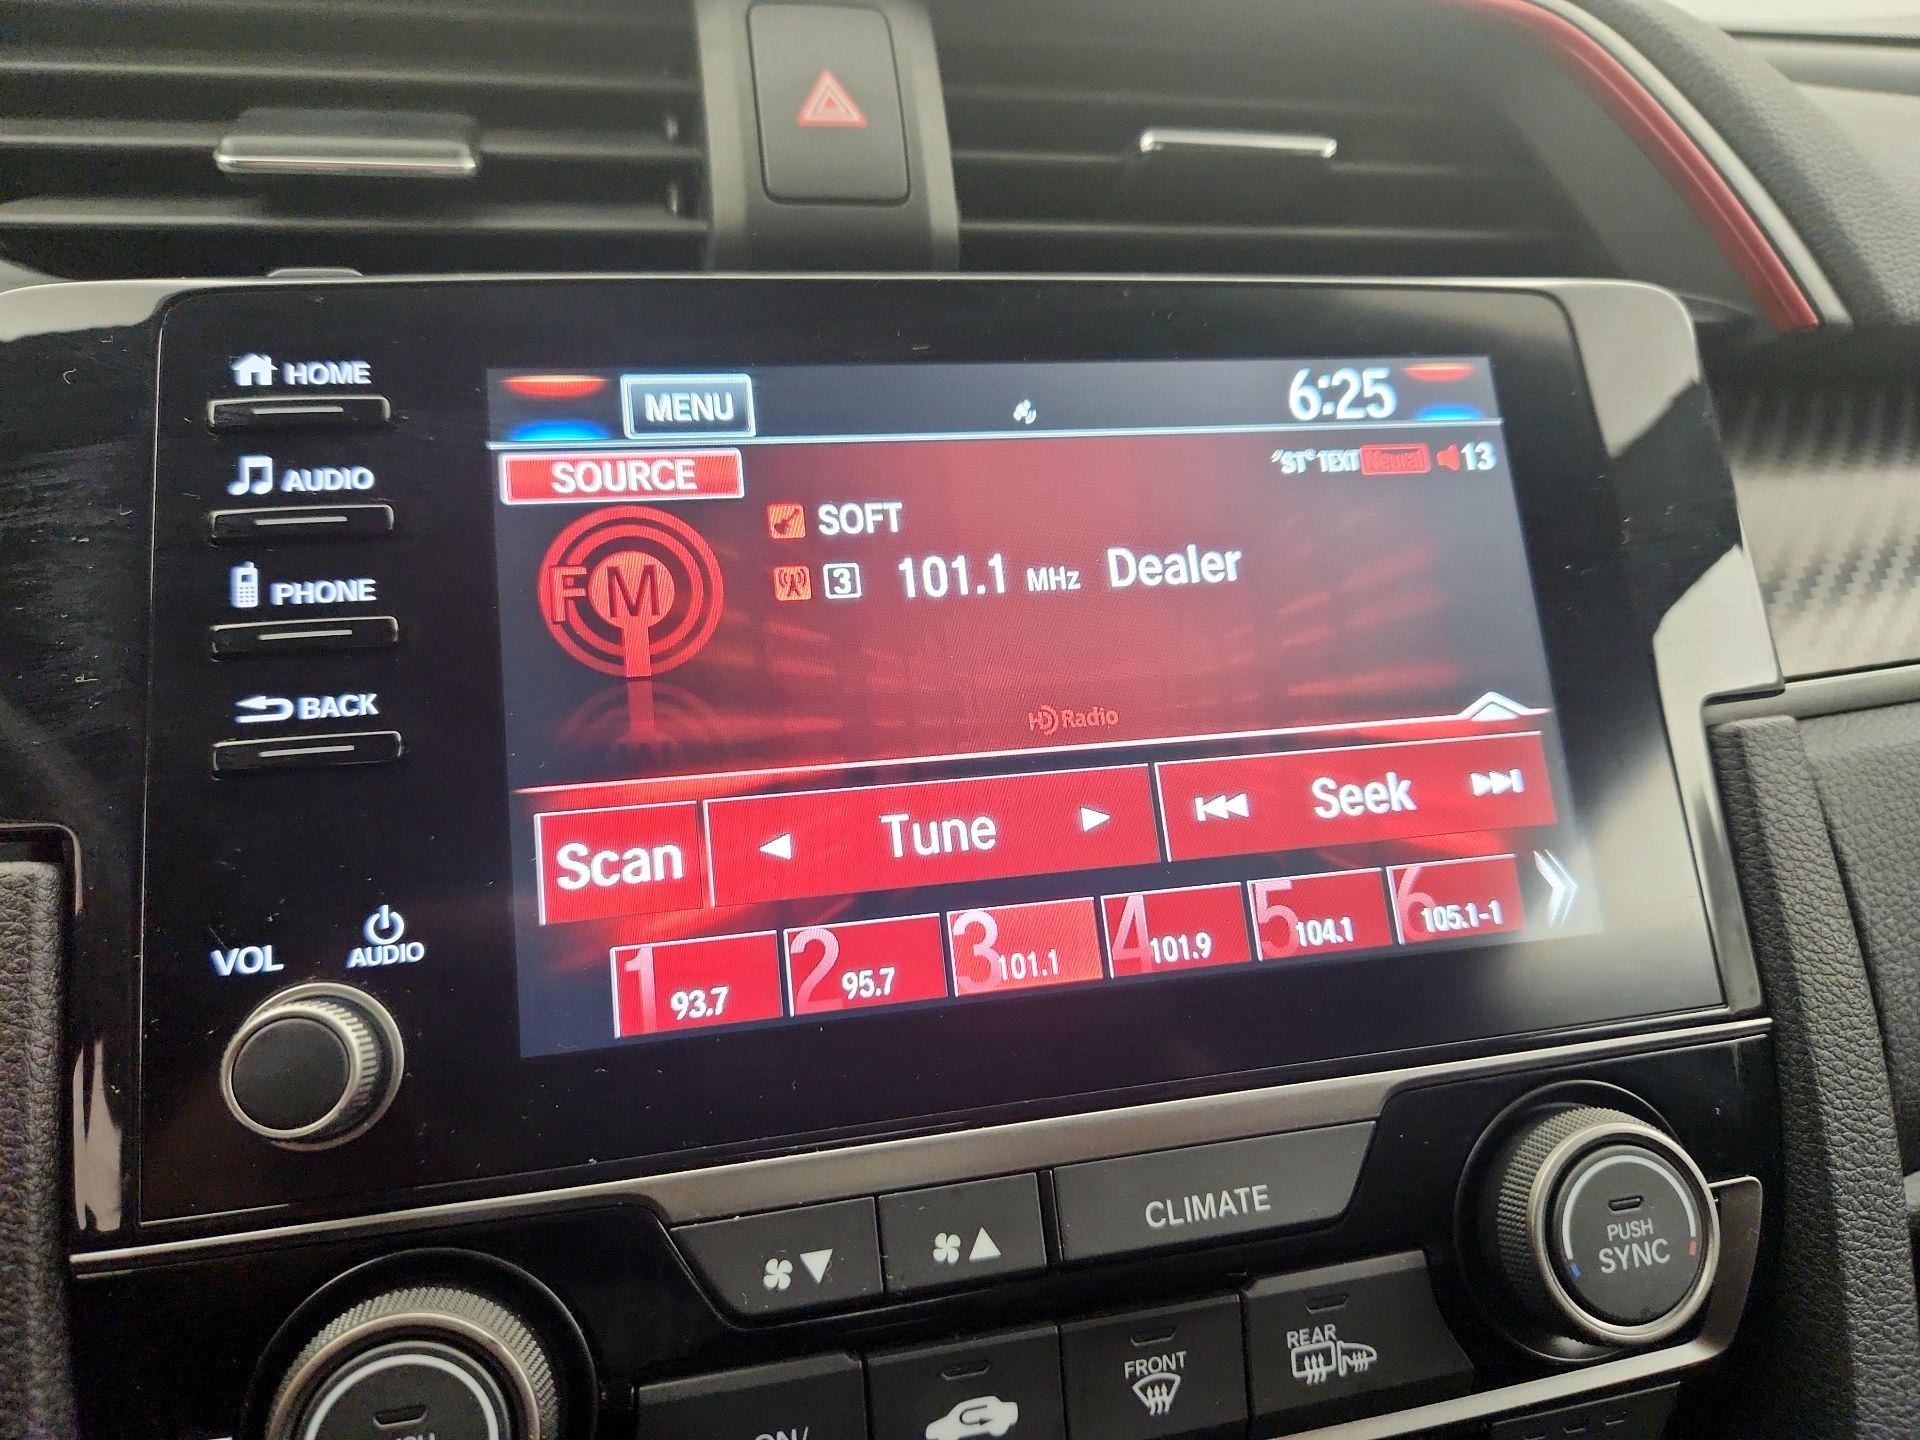 HOME
AUDIO
PHONE
BACK
VOL
AUDIO
MENU
6:25
SOURCE
"ST" TEXT Neural 13
FM
SOFT
3 101.1 MHz Dealer
HD Radio
Scan
Tune
Seek
1 93.7
2 95.7
3 101.1
4 101.9
5 104.1
6 105.1-1
CLIMATE
PUSH
SYNC
FRONT
REAR
ON/